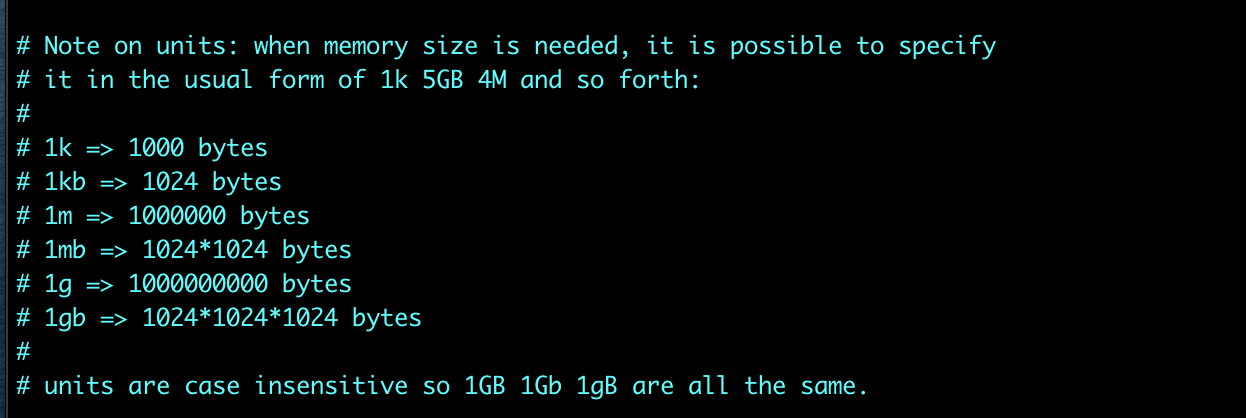 # Note on units: when memory size is needed, it is possible to specify
# it in the usual form of 1k 5GB 4M and so forth:
#
# 1k => 1000 bytes
# 1kb => 1024 bytes
# 1m => 1000000 bytes
# 1mb => 1024*1024 bytes
# 1g => 1000000000 bytes
# 1gb => 1024*1024*1024 bytes
#
# units are case insensitive so 1GB 1Gb 1gB are all the same.